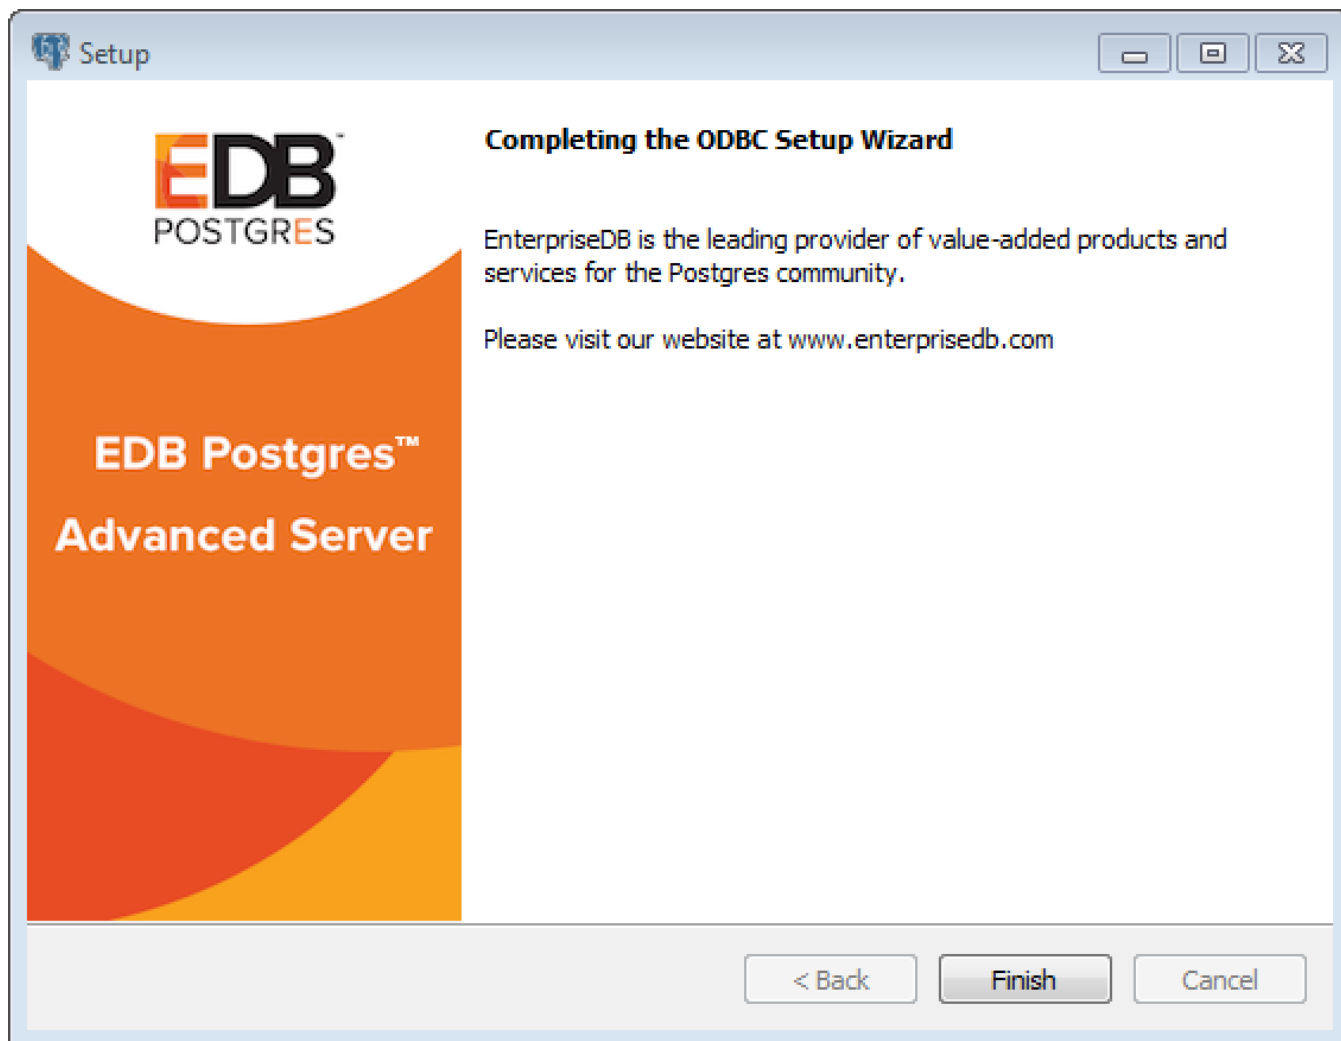 Setup
EDB™
POSTGRES
EDB Postgres™
Advanced Server
Completing the ODBC Setup Wizard
EnterpriseDB is the leading provider of value-added products and
services for the Postgres community.
Please visit our website at www.enterprisedb.com
< Back
Finish
Cancel